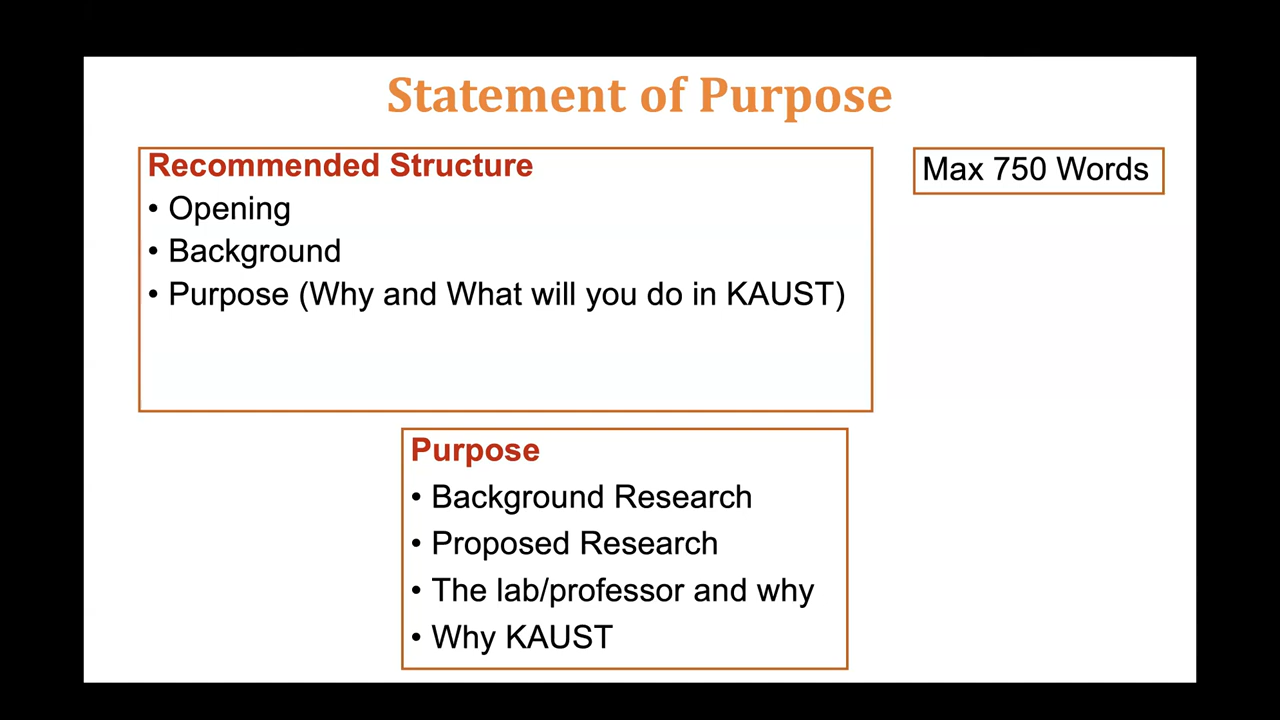 Statement of Purpose
Recommended Structure
• Opening
• Background
• Purpose (Why and What will you do in KAUST)
Max 750 Words
Purpose
• Background Research
• Proposed Research
• The lab/professor and why
• Why KAUST